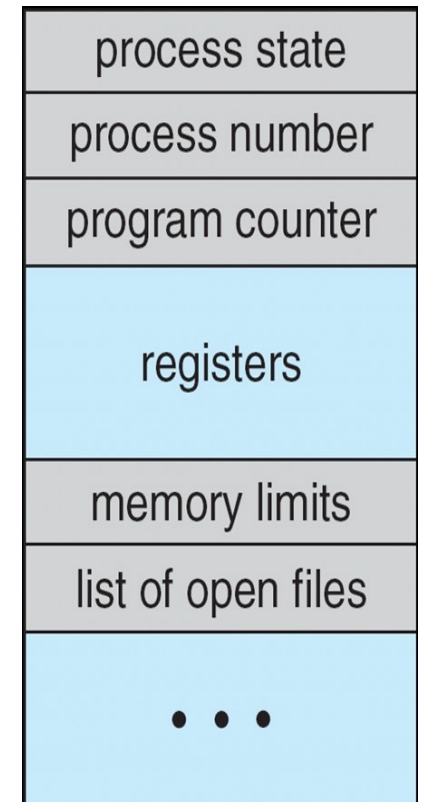 process state
process number
program counter
registers
memory limits
list of open files
• • •